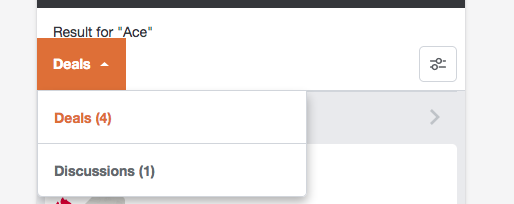 Result for "Ace"
Deals
Deals (4)
Discussions (1)